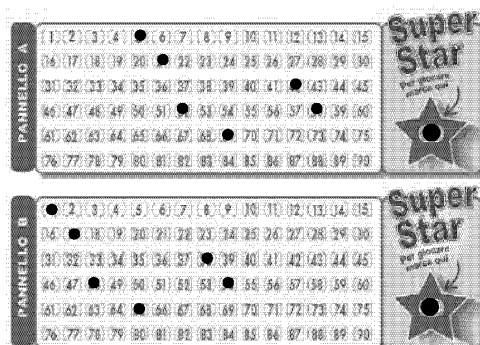 PANNELLO A
1 2 3 4 6 7 8 9 10 11 12 13 14 15
16 17 18 19 20 22 23 24 25 26 27 28 29 30
31 32 33 34 35 36 37 38 39 40 41 43 44 45
46 47 48 49 50 51 53 54 55 56 57 59 60
61 62 63 64 65 66 67 68 70 71 72 73 74 75
76 77 78 79 80 81 82 83 84 85 86 87 88 89 90
Super
Star
Per giocare
qui
PANNELLO B
2 3 4 5 6 7 8 9 10 11 12 13 14 15
16 18 19 20 21 22 23 24 25 26 27 28 29 30
31 32 33 34 35 36 37 39 40 41 42 43 44 45
46 47 49 50 51 52 53 55 56 57 58 59 60
61 62 63 64 66 67 68 69 70 71 72 73 74 75
76 77 78 79 80 81 82 83 84 85 86 87 88 89 90
Super
Star
Per giocare
qui